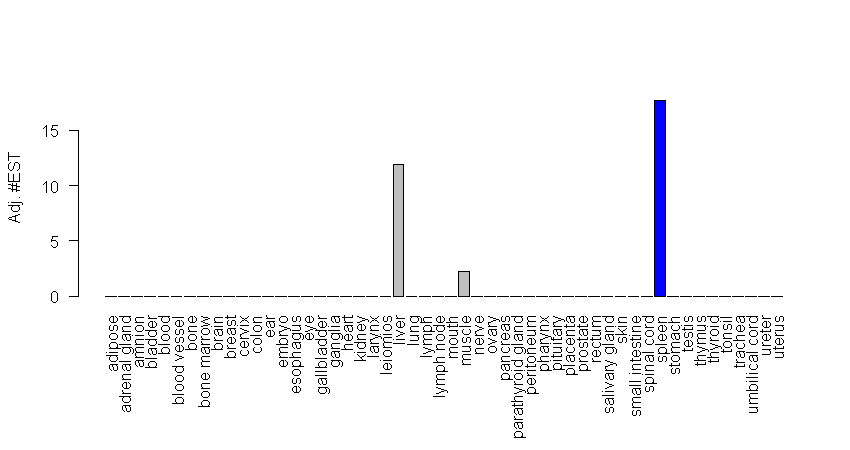 Adj. #EST
15
10
5
0
adipose
adrenal gland
amnion
bladder
blood
blood vessel
bone
bone marrow
brain
breast
cervix
colon
ear
embryo
esophagus
eye
gallbladder
ganglia
heart
kidney
larynx
leiomios
liver
lung
lymph
lymph node
mouth
muscle
nerve
ovary
pancreas
parathyroid gland
peritoneum
pharynx
pituitary
placenta
prostate
rectum
salivary gland
skin
small intestine
spinal cord
spleen
stomach
testis
thymus
thyroid
tonsil
trachea
umbilical cord
ureter
uterus